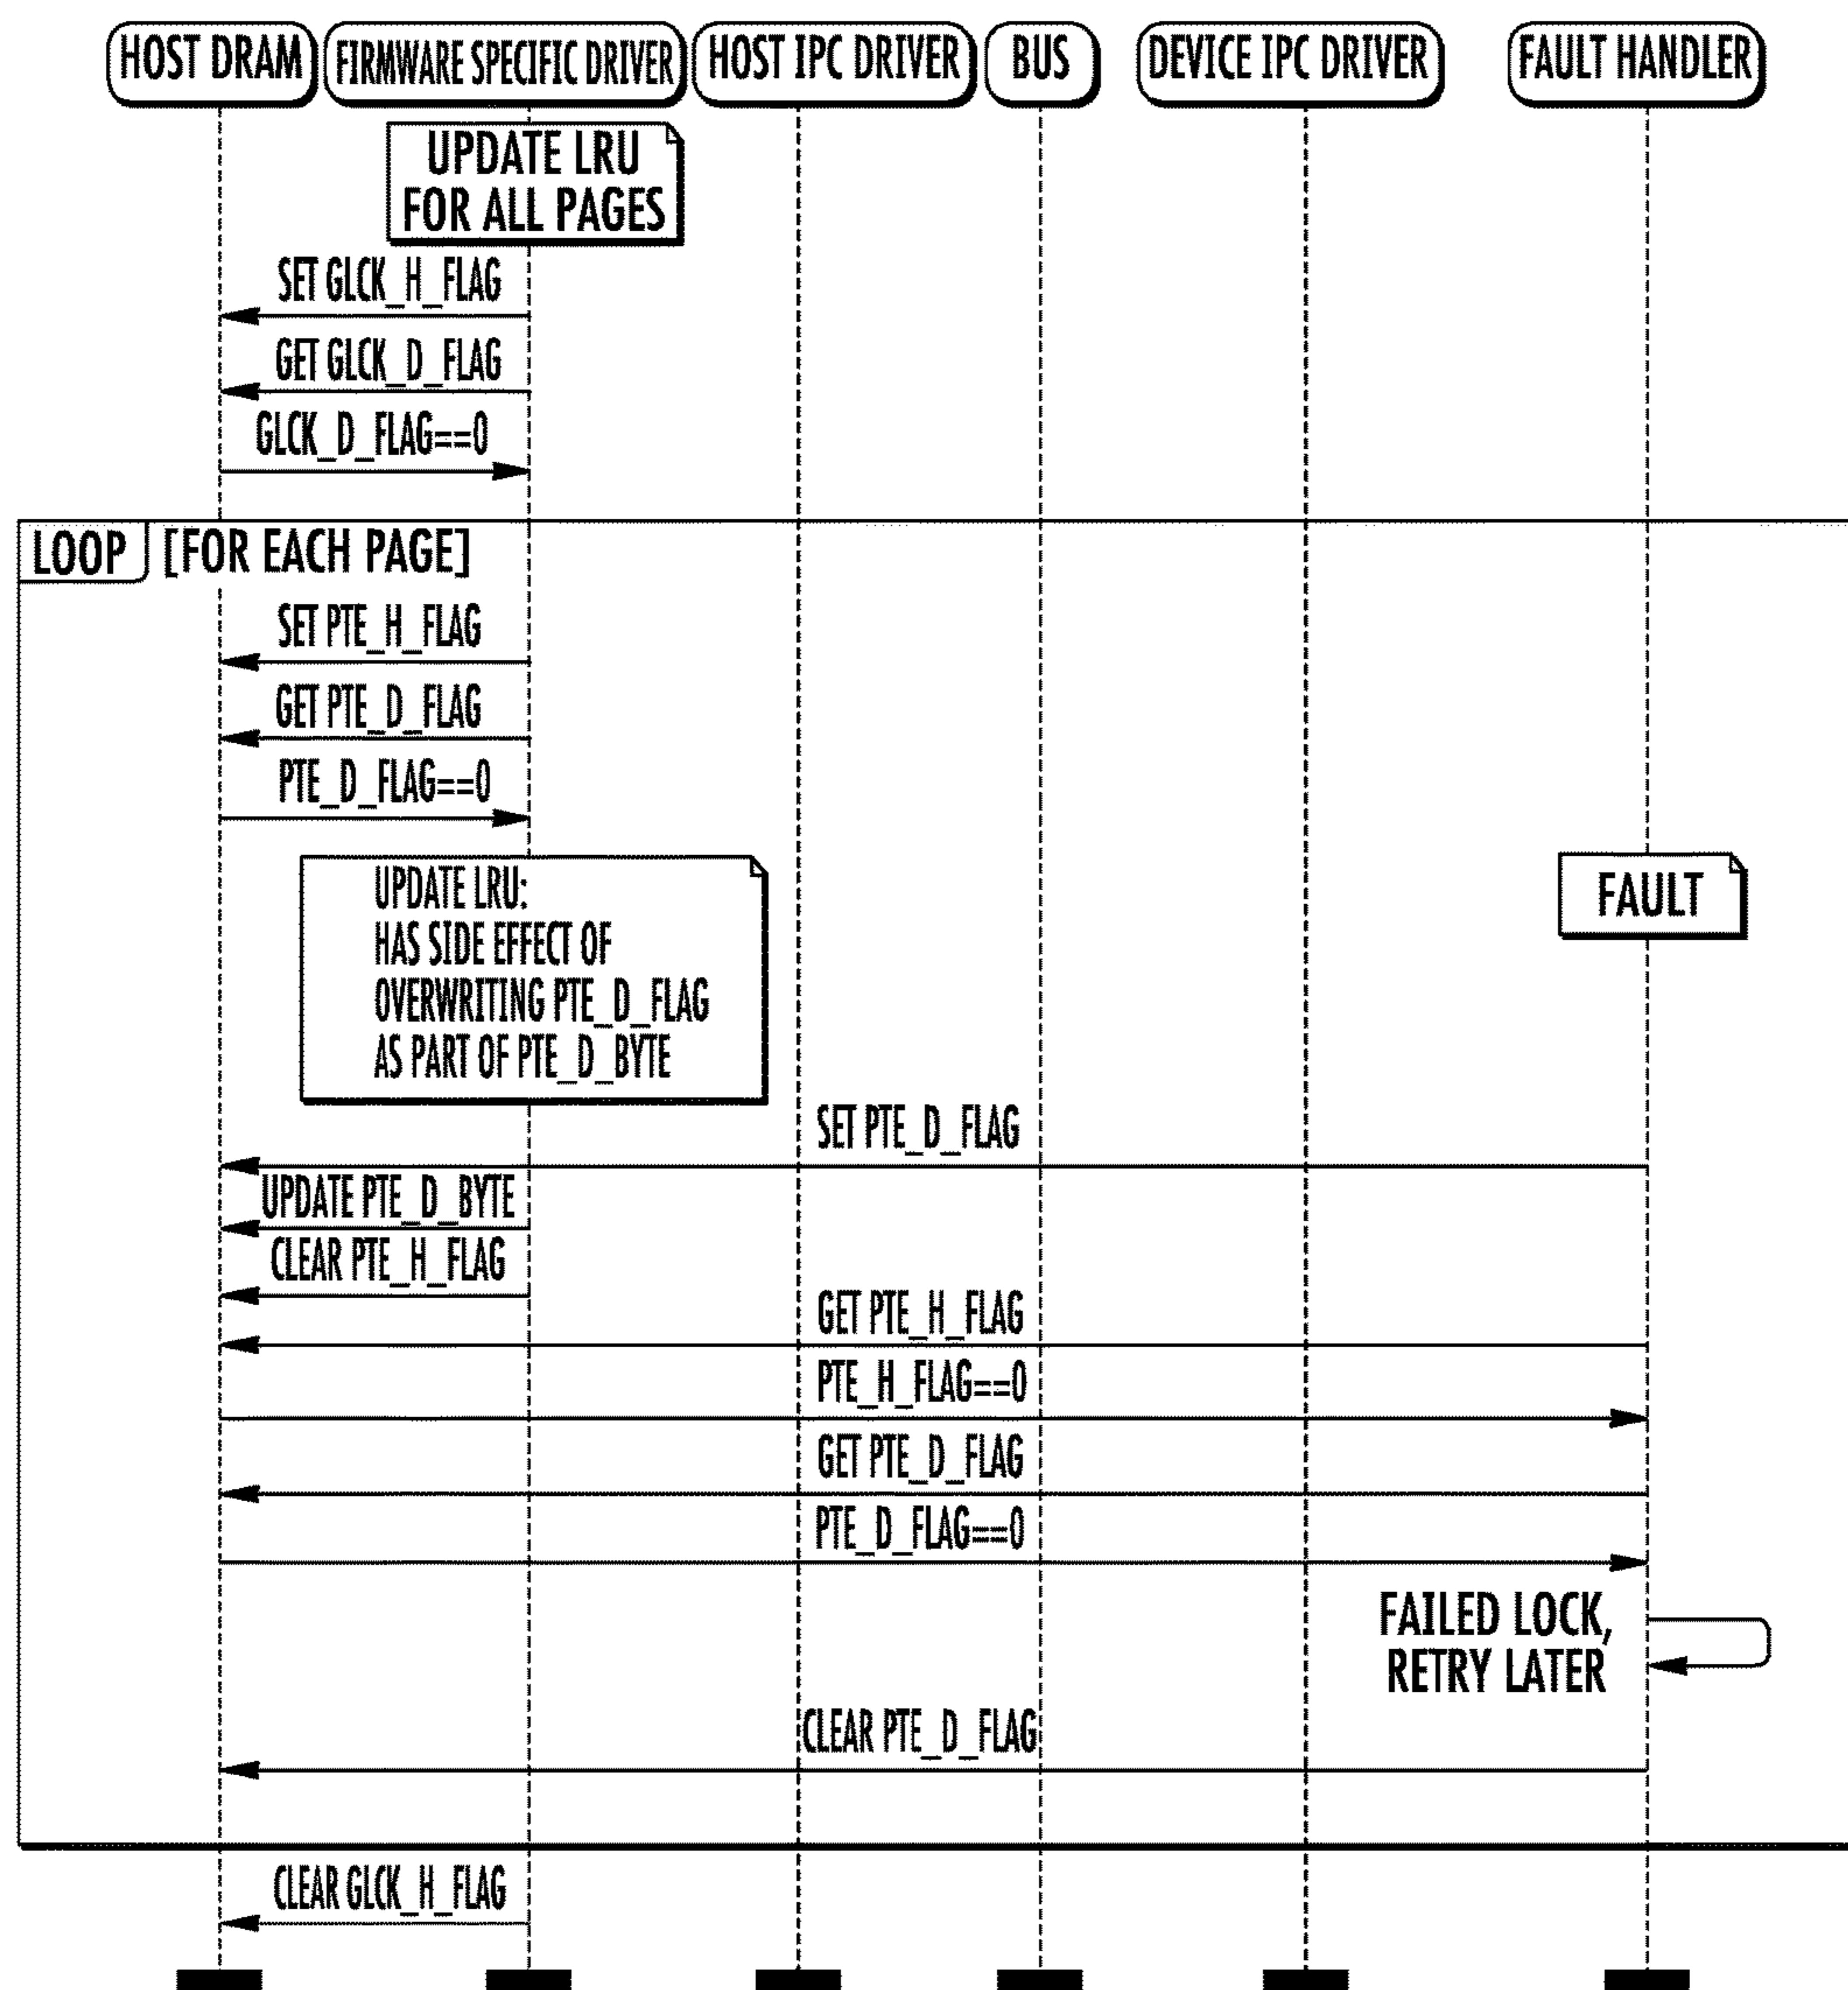 HOST DRAM
FIRMWARE SPECIFIC DRIVER
HOST IPC DRIVER
BUS
DEVICE IPC DRIVER
FAULT HANDLER
UPDATE LRU
FOR ALL PAGES
SET GLCK_H_FLAG
GET GLCK_D_FLAG
GLCK_D_FLAG==0
LOOP [FOR EACH PAGE]
SET PTE_H_FLAG
GET PTE_D_FLAG
PTE_D_FLAG==0
UPDATE LRU:
HAS SIDE EFFECT OF
OVERWRITING PTE_D_FLAG
AS PART OF PTE_D_BYTE
FAULT
SET PTE_D_FLAG
UPDATE PTE_D_BYTE
CLEAR PTE_H_FLAG
GET PTE_H_FLAG
PTE_H_FLAG==0
GET PTE_D_FLAG
PTE_D_FLAG==0
FAILED LOCK,
RETRY LATER
CLEAR PTE_D_FLAG
CLEAR GLCK_H_FLAG